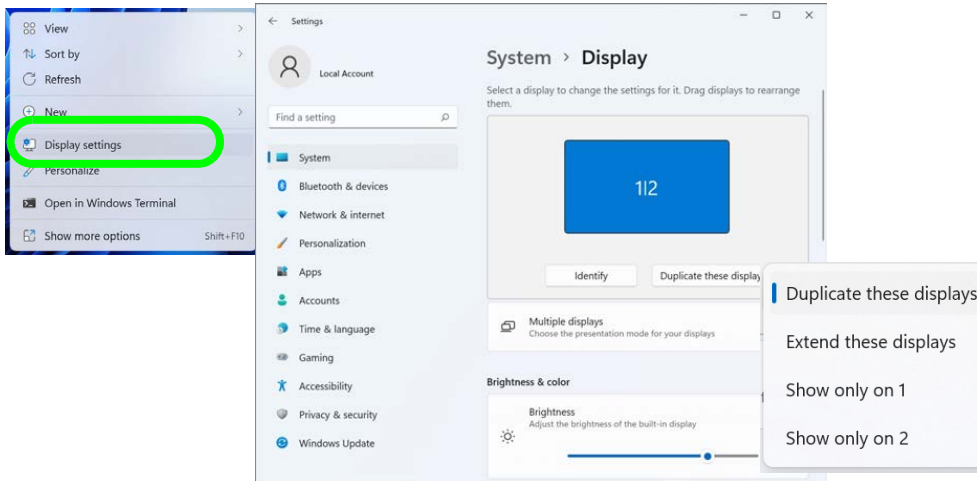 View
Sort by
Refresh
New
Display settings
Personalize
Open in Windows Terminal
Show more options Shift+F10
Settings
Local Account
Find a setting
System
Bluetooth & devices
Network & internet
Personalization
Apps
Accounts
Time & language
Gaming
Accessibility
Privacy & security
Windows Update
System > Display
Select a display to change the settings for it. Drag displays to rearrange
them.
1|2
Identify
Duplicate these display
Multiple displays
Choose the presentation mode for your displays
Brightness & color
Brightness
Adjust the brightness of the built-in display
Duplicate these displays
Extend these displays
Show only on 1
Show only on 2